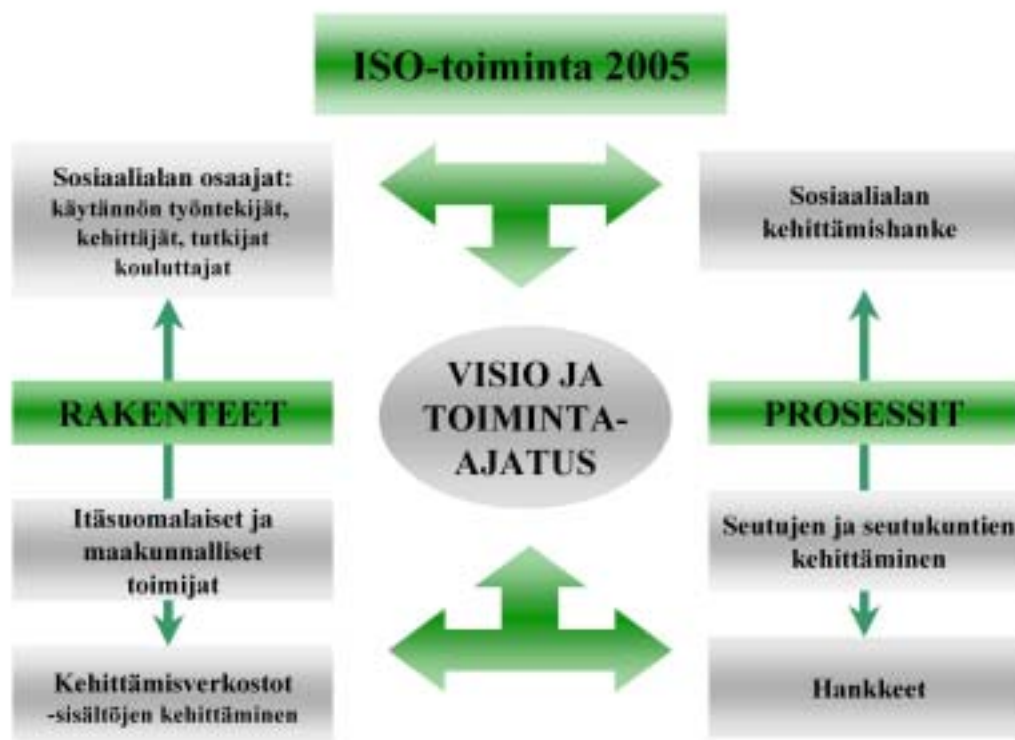 ISO-toiminta 2005
Sosiaalialan osaajat:
käytännön työntekijät,
kehittäjät, tutkijat
kouluttajat
RAKENTEET
Itäsuomalaiset ja
maakunnalliset
toimijat
Kehittämisverkostot
-sisältöjen kehittäminen
VISIO JA
TOIMINTA-
AJATUS
Sosiaalialan
kehittämishanke
PROSESSIT
Seutujen ja seutukuntien
kehittäminen
Hankkeet